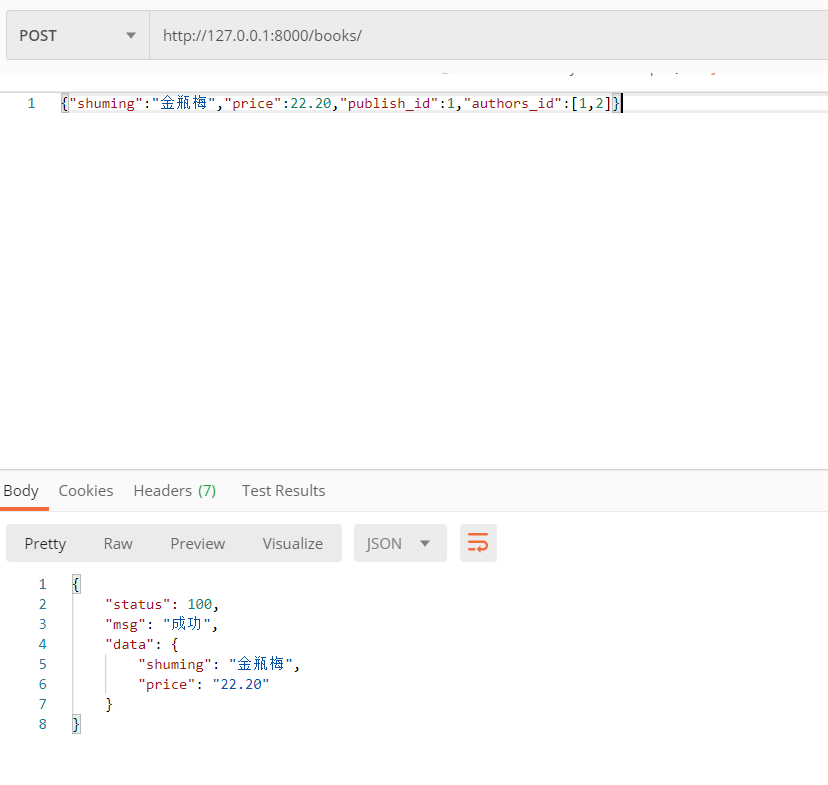 POST http://127.0.0.1:8000/books/
1 {"shuming":"金瓶梅","price":22.20,"publish_id":1,"authors_id":[1,2]}
Body Cookies Headers (7) Test Results
Pretty Raw Preview Visualize JSON
1 {
2 "status": 100,
3 "msg": "成功",
4 "data": {
5 "shuming": "金瓶梅",
6 "price": "22.20"
7 }
8 }